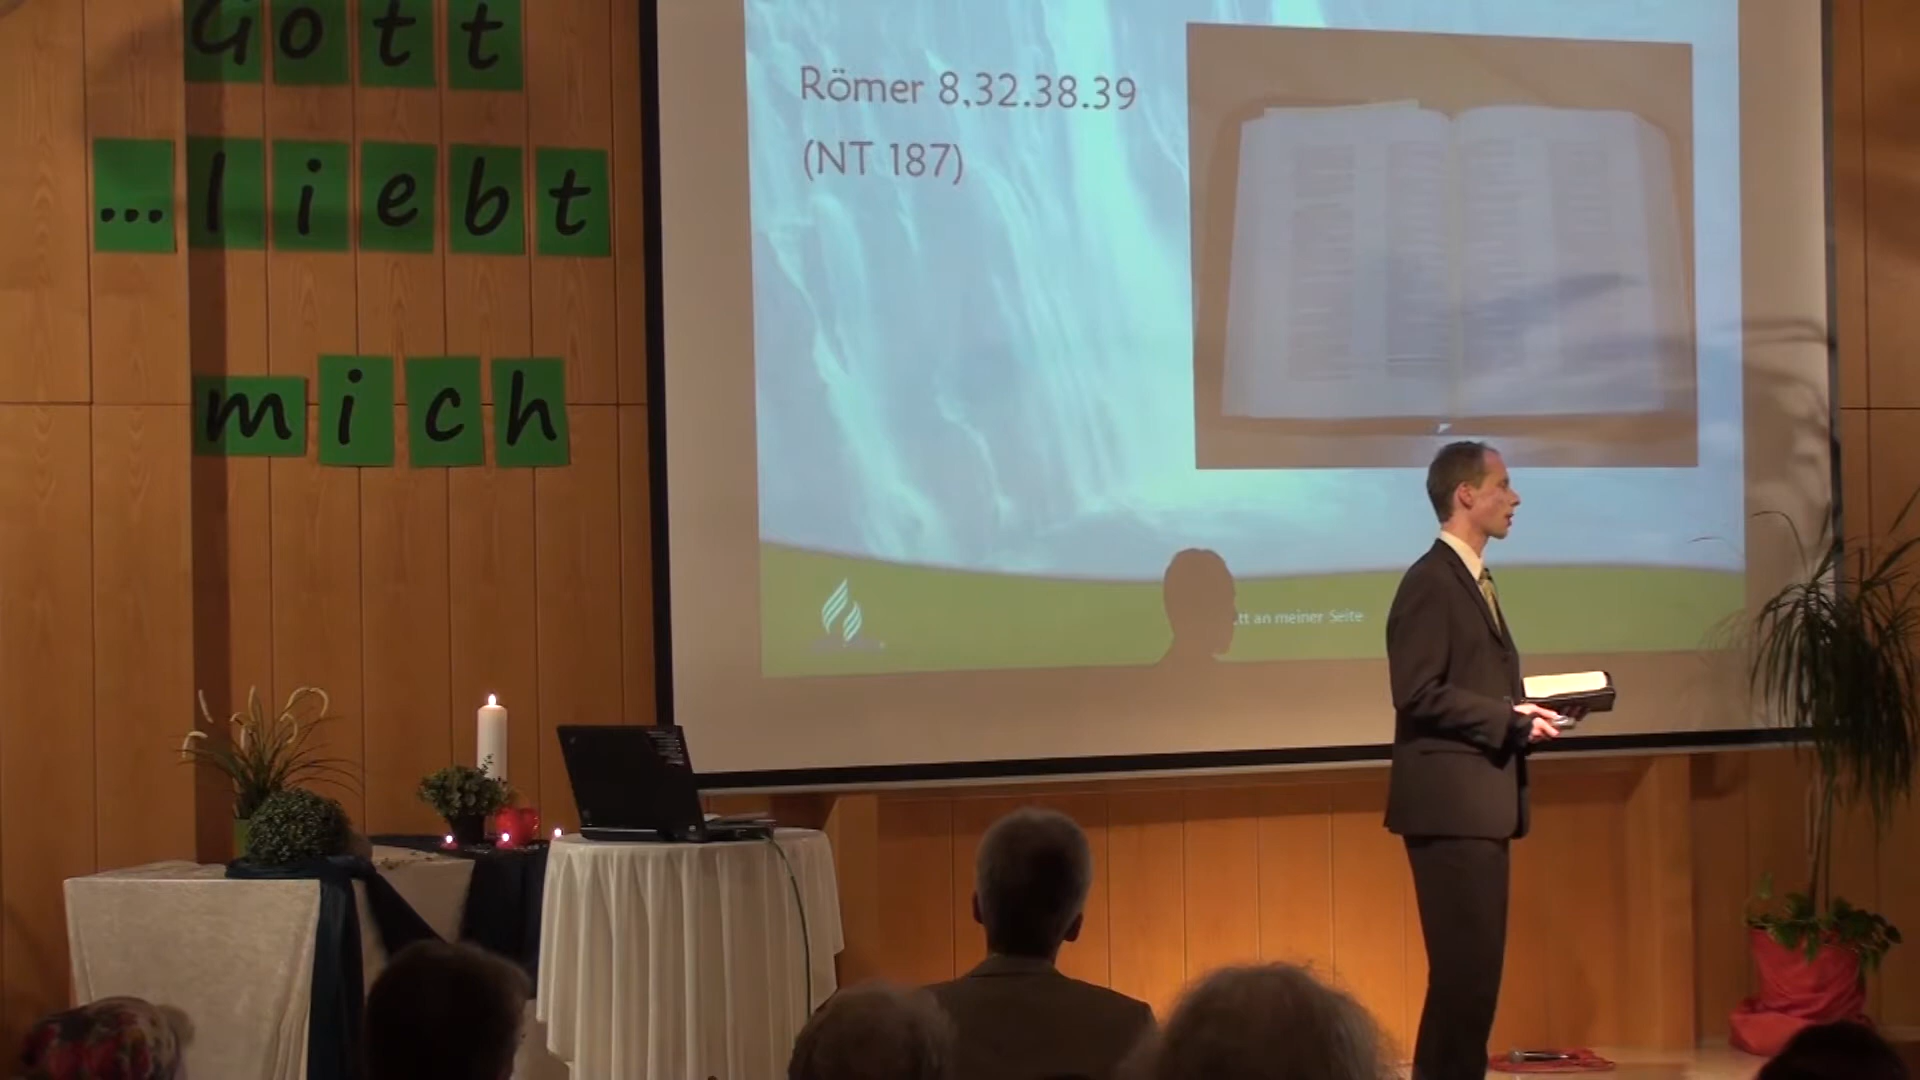 Gott
...liebt
mich
Römer 8,32.38.39
(NT 187)
tt an meiner Seite